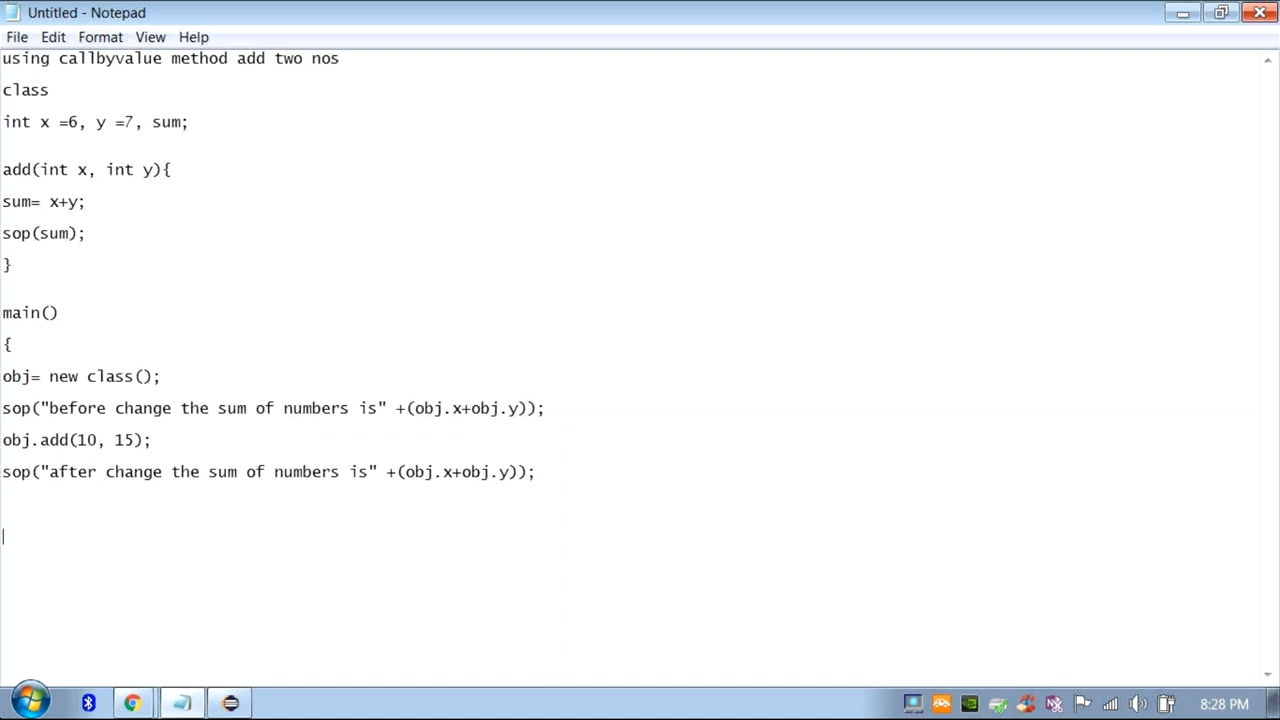 Untitled - Notepad
File Edit Format View Help
using callbyvalue method add two nos
class
int x =6, y =7, sum;
add(int x, int y){
sum= x+y;
sop(sum);
}
main()
{
obj= new class();
sop("before change the sum of numbers is" +(obj.x+obj.y));
obj.add(10, 15);
sop("after change the sum of numbers is" +(obj.x+obj.y));
8:28 PM